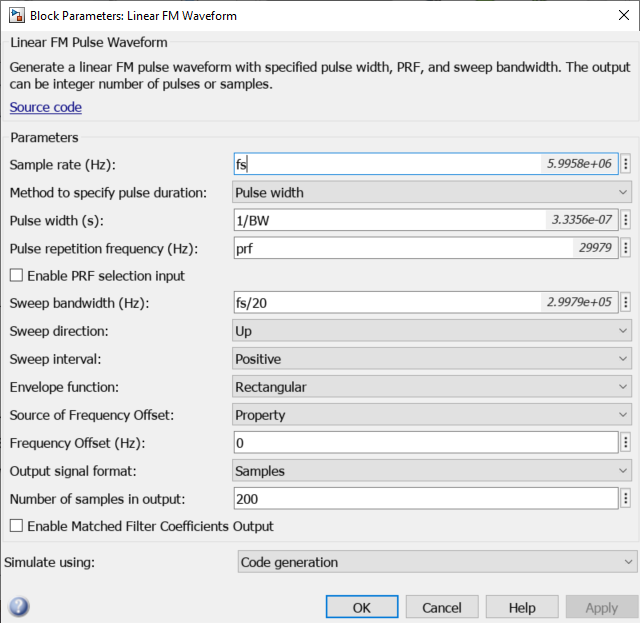 Block Parameters: Linear FM Waveform
Linear FM Pulse Waveform
Generate a linear FM pulse waveform with specified pulse width, PRF, and sweep bandwidth. The output
can be integer number of pulses or samples.
Source code
Parameters
Sample rate (Hz): fs 5.9958e+06
Method to specify pulse duration: Pulse width
Pulse width (s): 1/BW 3.3356e-07
Pulse repetition frequency (Hz): prf 29979
Enable PRF selection input
Sweep bandwidth (Hz): fs/20 2.9979e+05
Sweep direction: Up
Sweep interval: Positive
Envelope function: Rectangular
Source of Frequency Offset: Property
Frequency Offset (Hz): 0
Output signal format: Samples
Number of samples in output: 200
Enable Matched Filter Coefficients Output
Simulate using: Code generation
OK Cancel Help Apply